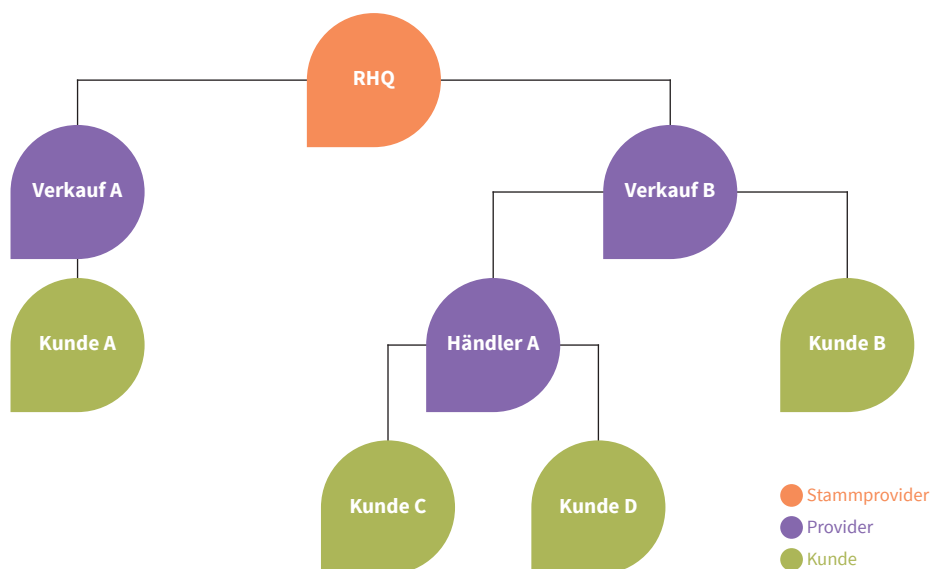 RHQ
Verkauf A
Verkauf B
Kunde A
Händler A
Kunde B
Kunde C
Kunde D
Stammprovider
Provider
Kunde